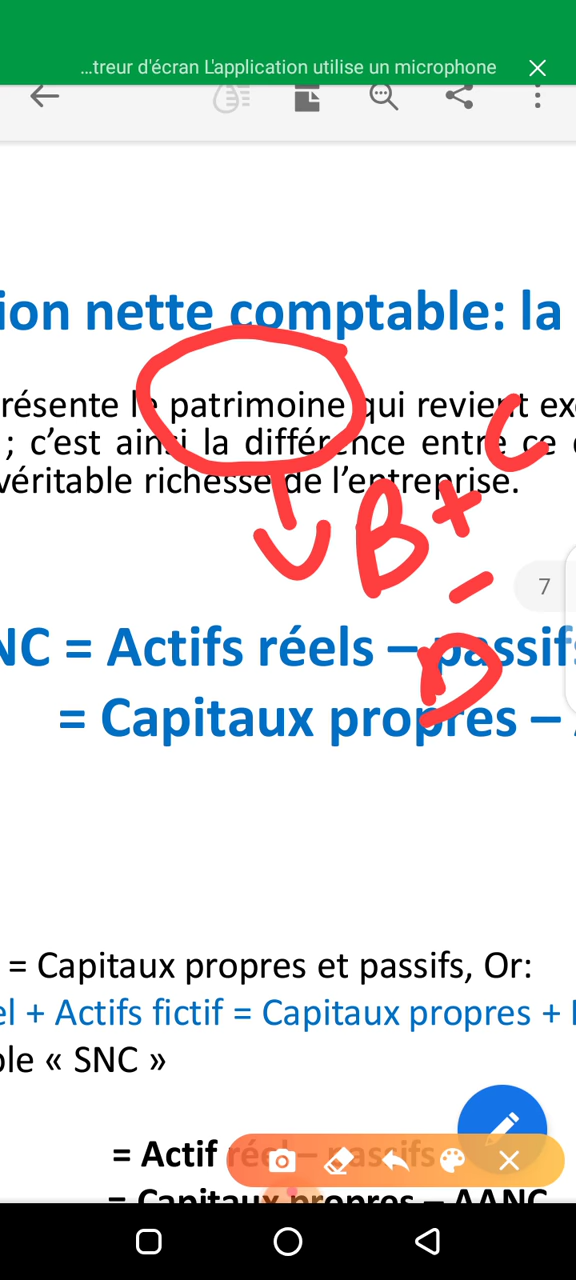 ...treur d'écran L'application utilise un microphone
ion nette comptable: la
résente le patrimoine qui revient ex
; c’est ainsi la différence entre ce
véritable richesse de l’entreprise.
B + C
-
D
7
NC = Actifs réels – passifs
= Capitaux propres –
= Capitaux propres et passifs, Or:
el + Actifs fictif = Capitaux propres +
ble « SNC »
= Actif réel – passifs
= Capitaux propres – AANC